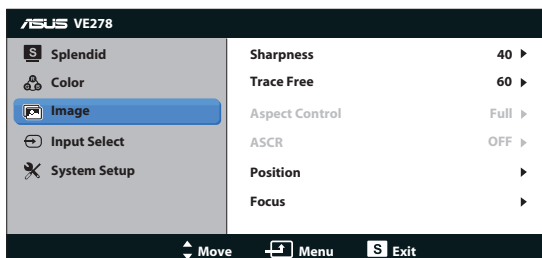 ASUS VE278
S Splendid
Color
Image
Input Select
System Setup
Sharpness 40
Trace Free 60
Aspect Control Full
ASCR OFF
Position
Focus
Move Menu S Exit